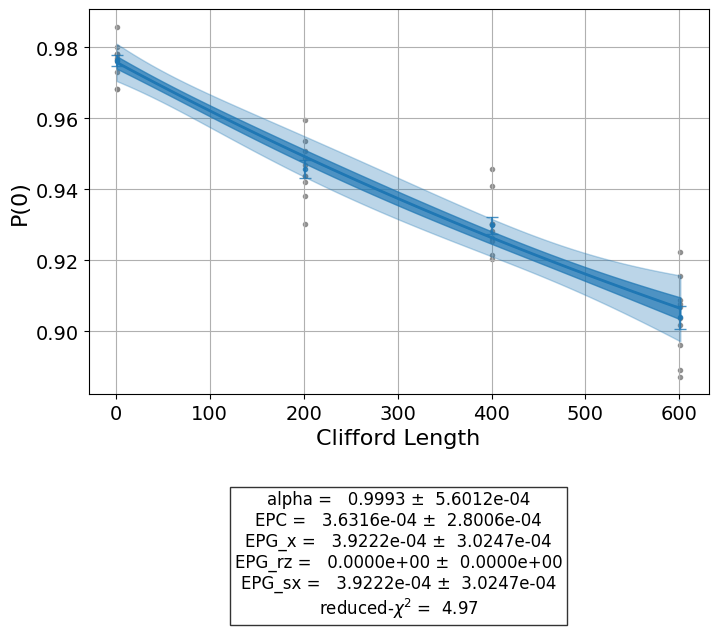 0.98
0.96
0.94
0.92
0.90
P(0)
0 100 200 300 400 500 600
Clifford Length
alpha = 0.9993 ± 5.6012e-04
EPC = 3.6316e-04 ± 2.8006e-04
EPG_x = 3.9222e-04 ± 3.0247e-04
EPG_rz = 0.0000e+00 ± 0.0000e+00
EPG_sx = 3.9222e-04 ± 3.0247e-04
reduced-χ² = 4.97